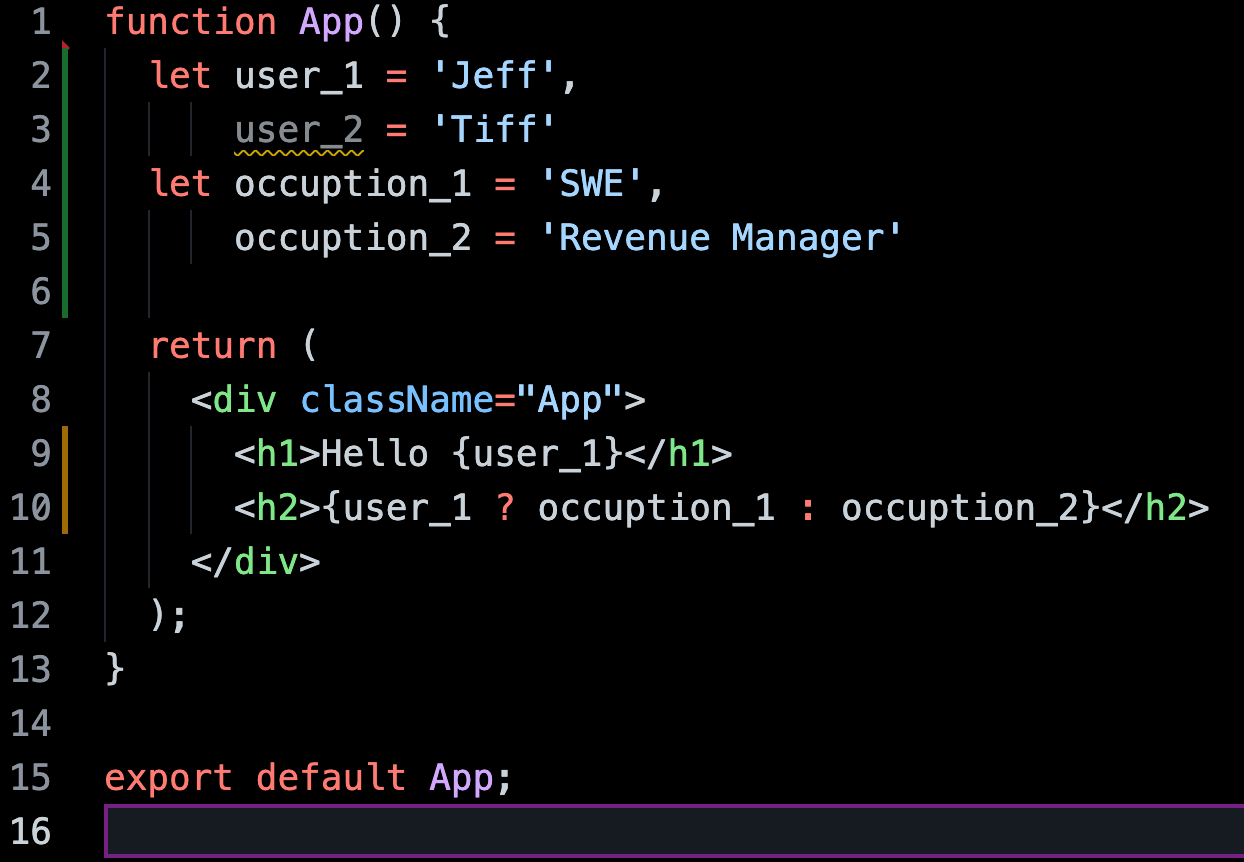 1 function App() {
2 let user_1 = 'Jeff',
3 user_2 = 'Tiff'
4 let occuption_1 = 'SWE',
5 occuption_2 = 'Revenue Manager'
6
7 return (
8 <div className="App">
9 <h1>Hello {user_1}</h1>
10 <h2>{user_1 ? occuption_1 : occuption_2}</h2>
11 </div>
12 );
13 }
14
15 export default App;
16